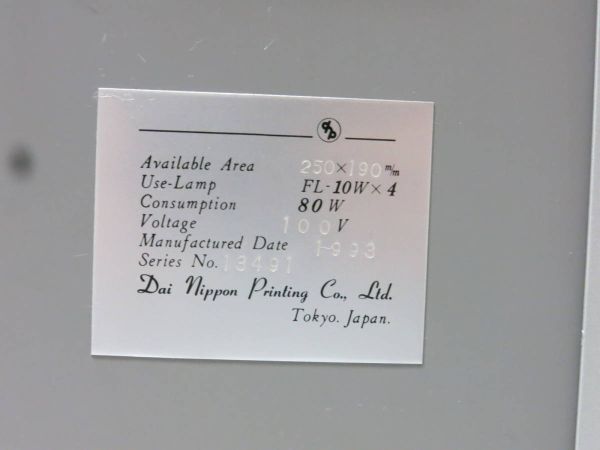 Available Area 250×190 m/m
Use-Lamp FL-10W×4
Consumption 80W
Voltage 100V
Manufactured Date 1993
Series No. 13491
Dai Nippon Printing Co., Ltd.
Tokyo. Japan.